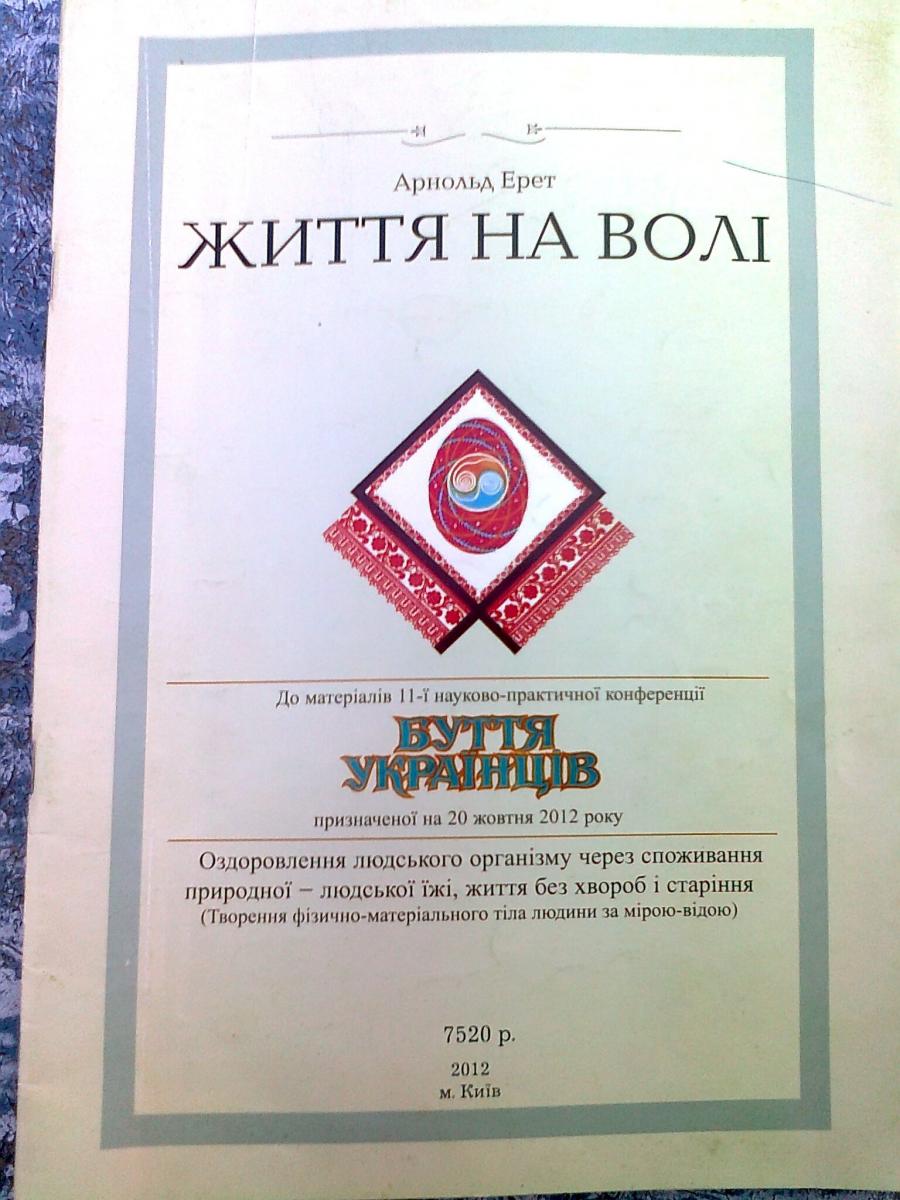 Арнольд Ерет
ЖИТТЯ НА ВОЛІ
До матеріалів 11-ї науково-практичної конференції
БУТТЯ
УКРАЇНЦІВ
призначеної на 20 жовтня 2012 року
Оздоровлення людського організму через споживання
природної – людської їжі, життя без хвороб і старіння
(Творення фізично-матеріального тіла людини за мірою-відою)
7520 р.
2012
м. Київ